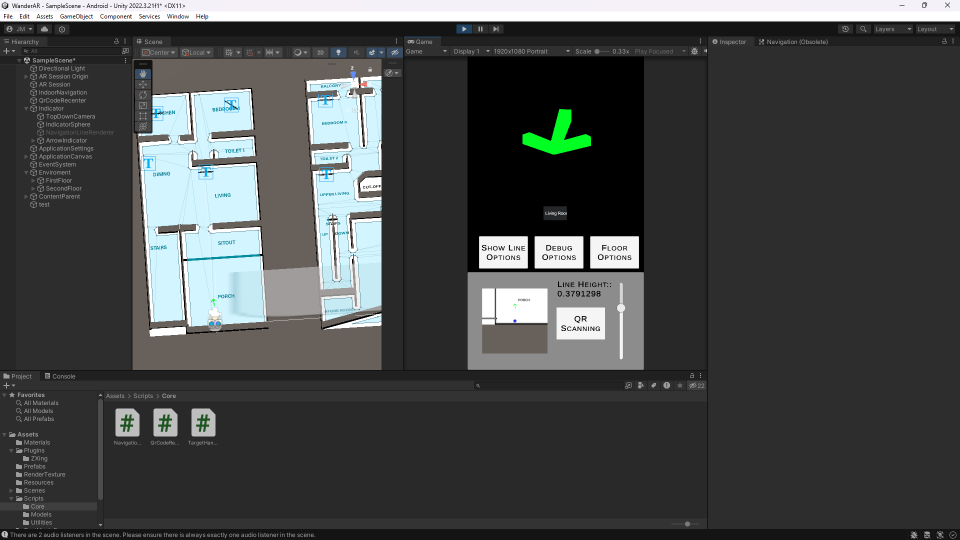 WanderAR - SampleScene - Android - Unity 2022.3.21f1* <DX11>
File Edit Assets GameObject Component Services Window Help
JM
Layers Layout
Hierarchy
All
SampleScene*
Directional Light
AR Session Origin
AR Session
IndoorNavigation
QrCodeRecenter
Indicator
TopDownCamera
IndicatorSphere
NavigationLineRenderer
ArrowIndicator
ApplicationSettings
ApplicationCanvas
EventSystem
Enviroment
FirstFloor
SecondFloor
ContentParent
test
Scene
Center Local
2D
KITCHEN
BEDROOM
TOILET 1
DINING
LIVING
STAIRS
SITOUT
PORCH
BALCONY
BEDROOM II
TOILET 2
UPPER LIVING
CUT-OFF
STAIRS
UP DOWN
Game
Game Display 1 1920x1080 Portrait Scale 0.33x Play Focused
Living Room
SHOW LINE OPTIONS
DEBUG OPTIONS
FLOOR OPTIONS
PORCH
LINE HEIGHT::
0.3791298
QR SCANNING
Inspector Navigation (Obsolete)
Project Console
22
Favorites
All Materials
All Models
All Prefabs
Assets
Materials
Plugins
ZXing
Prefabs
RenderTexture
Resources
Scenes
Scripts
Core
Models
Utilities
Assets > Scripts > Core
Navigatio...
QrCodeRe...
TargetHan...
There are 2 audio listeners in the scene. Please ensure there is always exactly one audio listener in the scene.